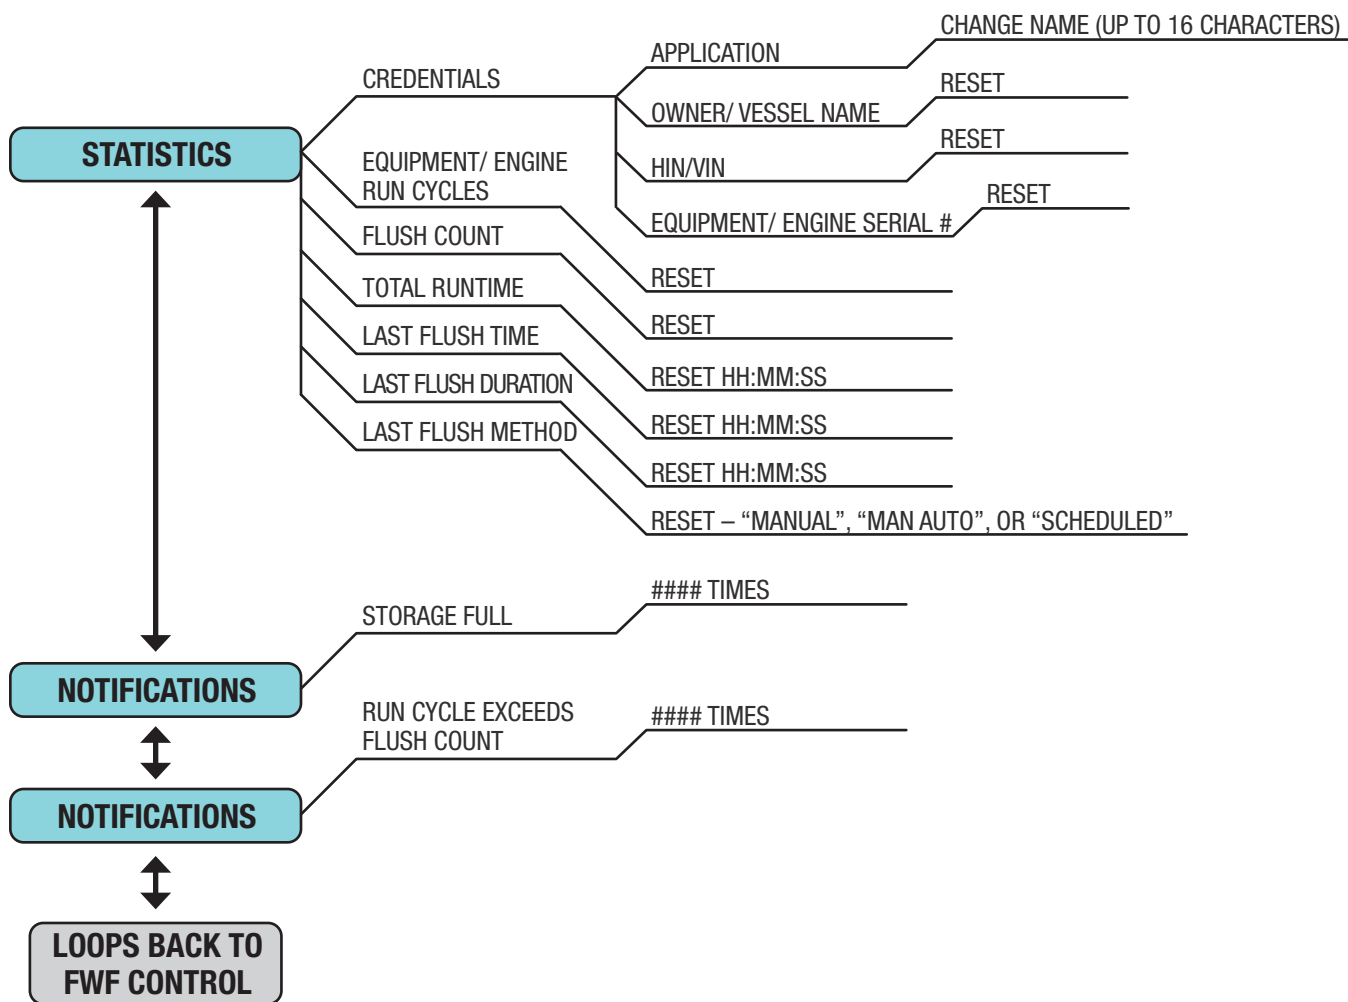 CHANGE NAME (UP TO 16 CHARACTERS)
APPLICATION
CREDENTIALS
RESET
OWNER/ VESSEL NAME
STATISTICS
RESET
HIN/VIN
EQUIPMENT/ ENGINE
RUN CYCLES
RESET
EQUIPMENT/ ENGINE SERIAL #
FLUSH COUNT
RESET
TOTAL RUNTIME
RESET
LAST FLUSH TIME
RESET HH:MM:SS
LAST FLUSH DURATION
RESET HH:MM:SS
LAST FLUSH METHOD
RESET HH:MM:SS
RESET – “MANUAL”, “MAN AUTO”, OR “SCHEDULED”
#### TIMES
STORAGE FULL
NOTIFICATIONS
RUN CYCLE EXCEEDS
FLUSH COUNT
#### TIMES
NOTIFICATIONS
LOOPS BACK TO
FWF CONTROL